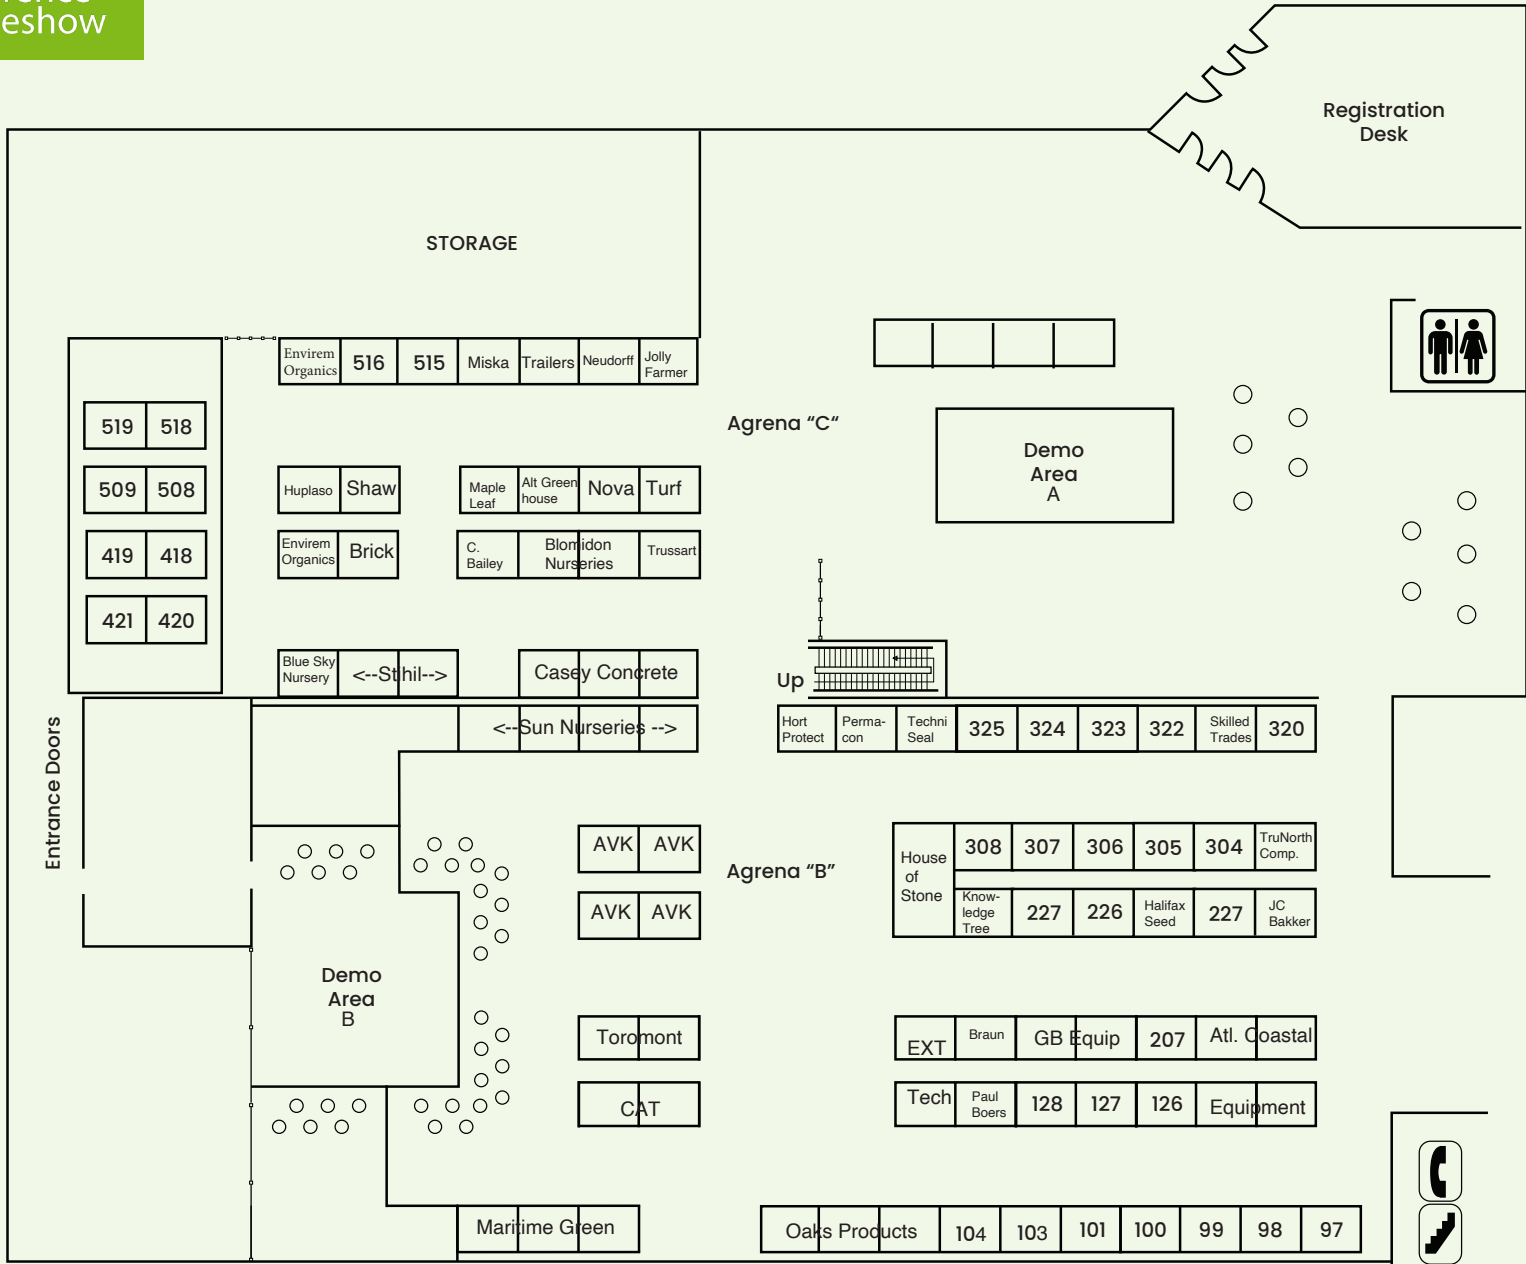 eshow
Registration
Desk
STORAGE
Envirem
Organics
516
515
Miska
Trailers
Neudorff
Jolly
Farmer
519
518
Agrena “C“
Demo
Area
A
509
508
Huplaso
Shaw
Maple
Leaf
Alt Green
house
Nova
Turf
419
418
Envirem
Organics
Brick
C.
Bailey
Blomidon
Nurseries
Trussart
421
420
Blue Sky
Nursery
<--Stihil-->
Casey Concrete
Up
Entrance Doors
<--Sun Nurseries -->
Hort
Protect
Perma-
con
Techni
Seal
325
324
323
322
Skilled
Trades
320
AVK
AVK
Agrena “B”
House
of
Stone
308
307
306
305
304
TruNorth
Comp.
AVK
AVK
Know-
ledge
Tree
227
226
Halifax
Seed
227
JC
Bakker
Demo
Area
B
Toromont
EXT
Braun
GB Equip
207
Atl. Coastal
CAT
Tech
Paul
Boers
128
127
126
Equipment
Maritime Green
Oaks Products
104
103
101
100
99
98
97